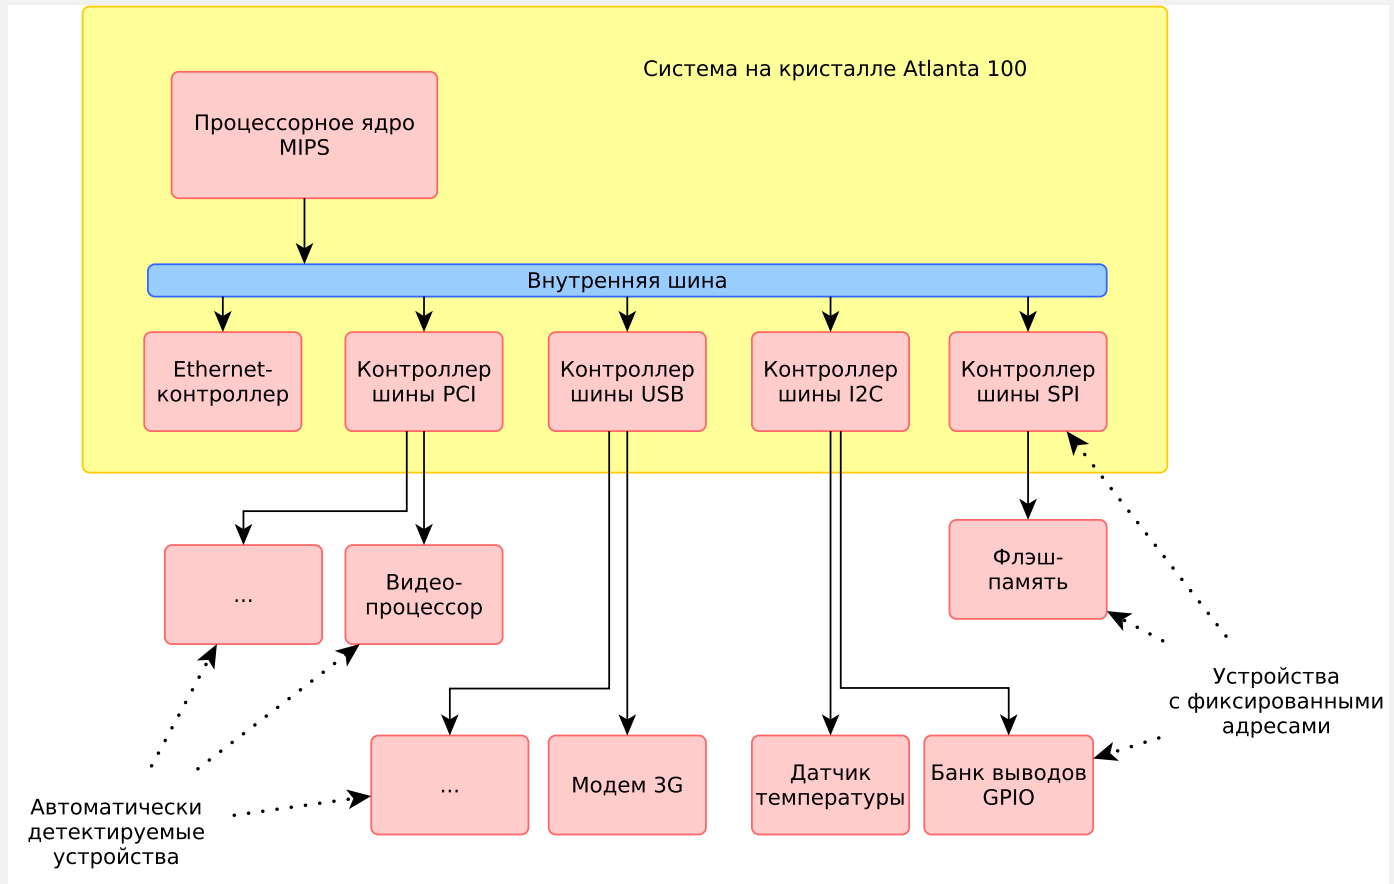 Система на кристалле Atlanta 100
Процессорное ядро
MIPS
Внутренняя шина
Ethernet-
контроллер
Контроллер
шины PCI
Контроллер
шины USB
Контроллер
шины I2C
Контроллер
шины SPI
...
Видео-
процессор
Флэш-
память
Устройства
с фиксированными
адресами
...
Модем 3G
Датчик
температуры
Банк выводов
GPIO
Автоматически
детектируемые
устройства